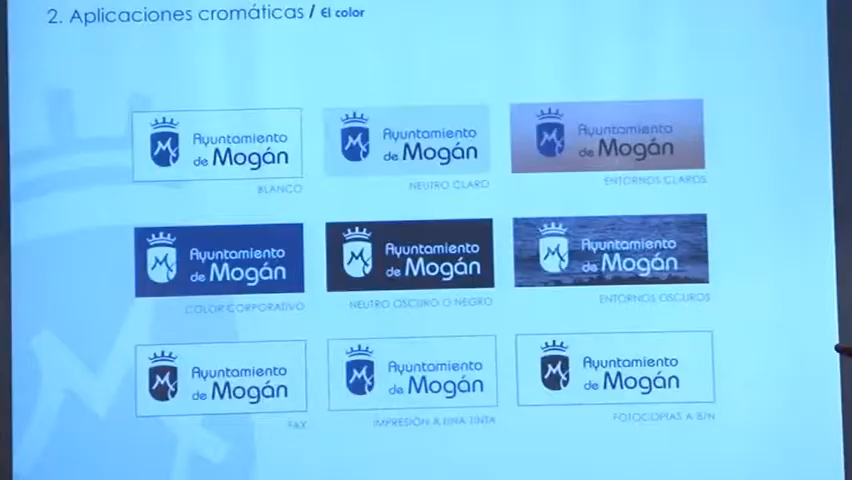 2. Aplicaciones cromáticas / El color
Ayuntamiento
de Mogán
BLANCO
Ayuntamiento
de Mogán
NEUTRO CLARO
Ayuntamiento
de Mogán
ENTORNOS CLAROS
Ayuntamiento
de Mogán
COLOR CORPORATIVO
Ayuntamiento
de Mogán
NEUTRO OSCURO O NEGRO
Ayuntamiento
de Mogán
ENTORNOS OSCUROS
Ayuntamiento
de Mogán
FAX
Ayuntamiento
de Mogán
IMPRESIÓN A UNA TINTA
Ayuntamiento
de Mogán
FOTOCOPIAS A B/N